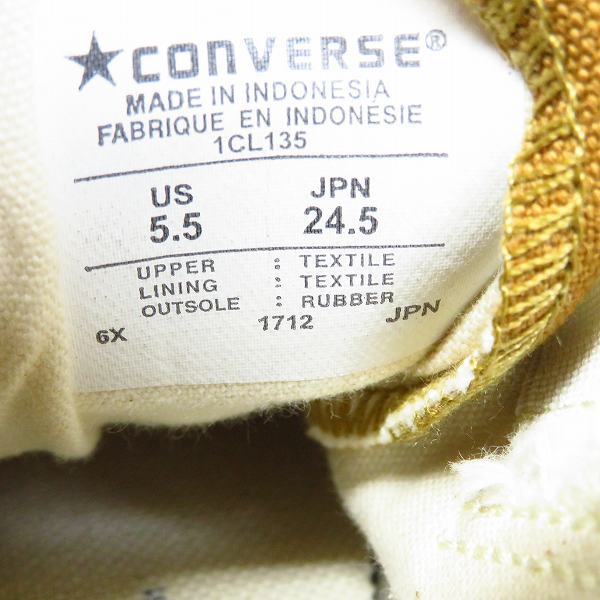 ★CONVERSE®
MADE IN INDONESIA
FABRIQUE EN INDONÉSIE
1CL135
US JPN
5.5 24.5
UPPER : TEXTILE
LINING : TEXTILE
OUTSOLE : RUBBER
6X 1712 JPN